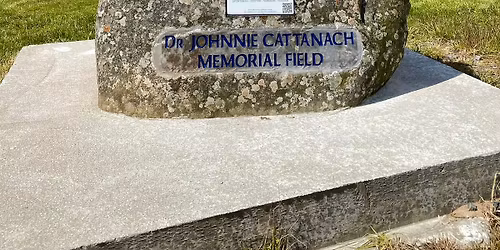 DR JOHNNIE CATTANACH
MEMORIAL FIELD